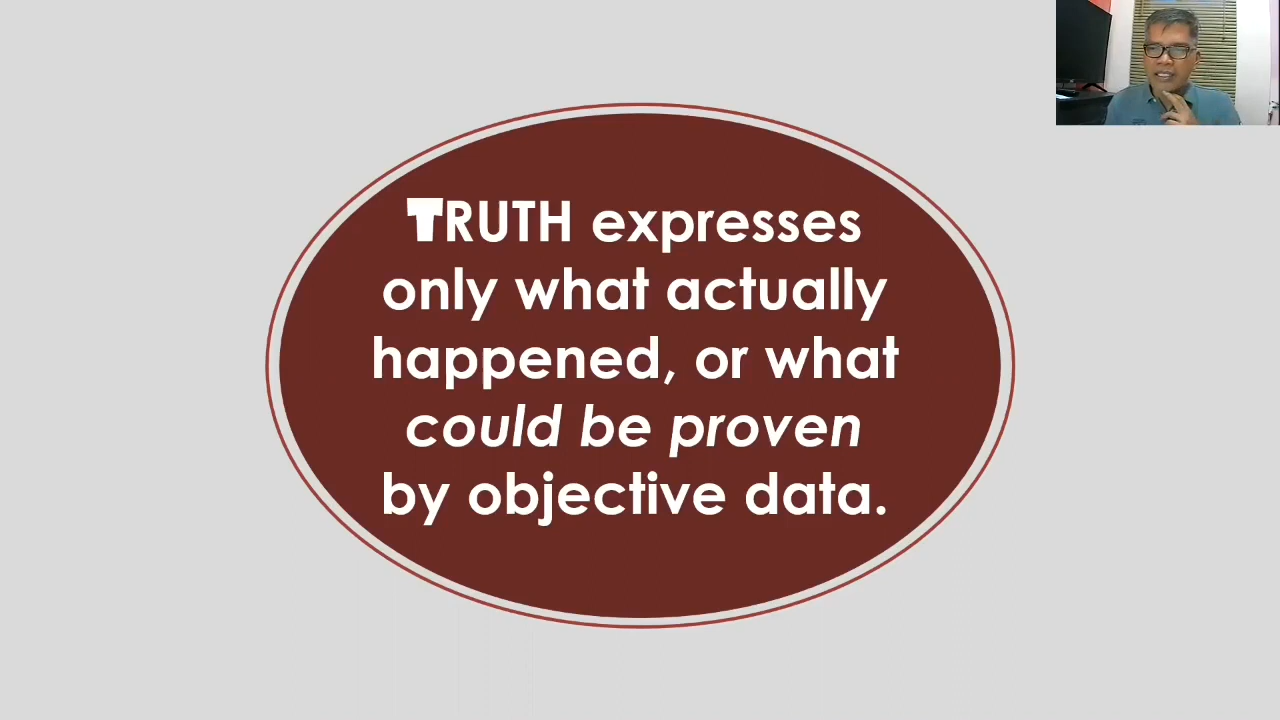 TRUTH expresses
only what actually
happened, or what
could be proven
by objective data.